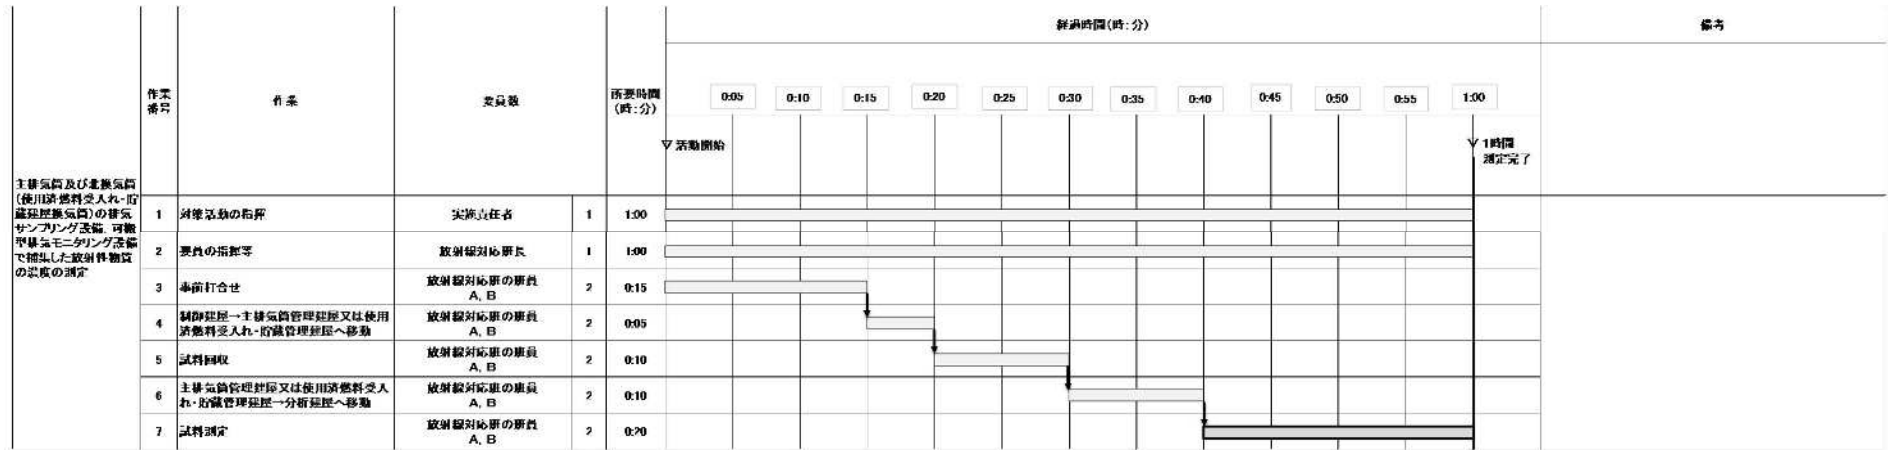 経過時間(時:分)
備考
作業
番号
作業
要員数
所要時間
(時:分)
0:05
0:10
0:15
0:20
0:25
0:30
0:35
0:40
0:45
0:50
0:55
1:00
▽活動開始
▽1時間
測定完了
主排気筒及び北換気筒
(使用済燃料受入れ・貯
蔵建屋換気筒)の排気
サンプリング設備、可搬
型排気モニタリング設備
で捕集した放射性物質
の濃度の測定
1
対策活動の指揮
実施責任者
1
1:00
2
要員の指揮等
放射線対応班長
1
1:00
3
事前打合せ
放射線対応班の班員
A, B
2
0:15
4
制御建屋→主排気筒管理建屋又は使用
済燃料受入れ・貯蔵管理建屋へ移動
放射線対応班の班員
A, B
2
0:05
5
試料回収
放射線対応班の班員
A, B
2
0:10
6
主排気筒管理建屋又は使用済燃料受入
れ・貯蔵管理建屋→分析建屋へ移動
放射線対応班の班員
A, B
2
0:10
7
試料測定
放射線対応班の班員
A, B
2
0:20